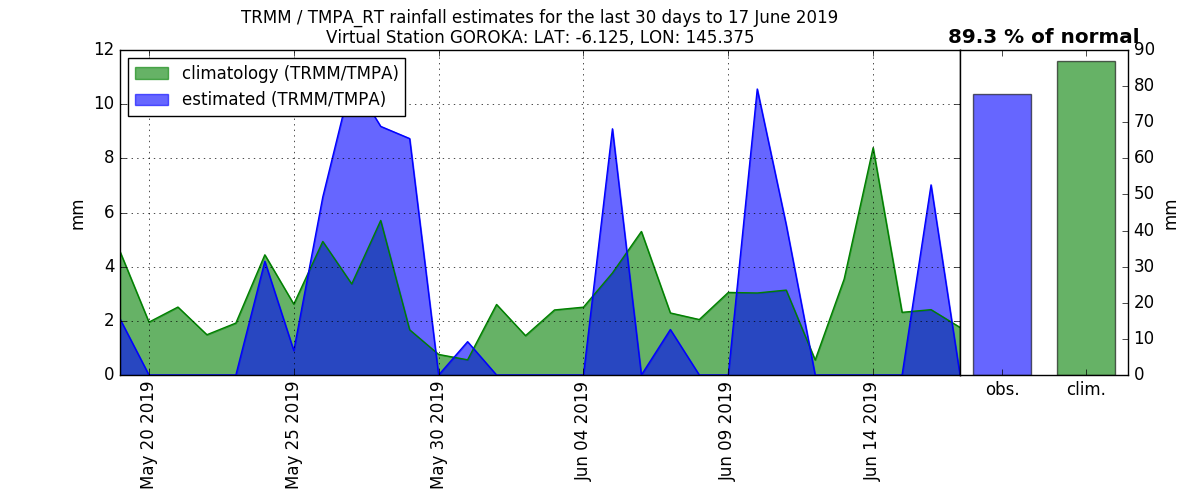 TRMM / TMPA_RT rainfall estimates for the last 30 days to 17 June 2019
Virtual Station GOROKA: LAT: -6.125, LON: 145.375
89.3 % of normal
climatology (TRMM/TMPA)
estimated (TRMM/TMPA)
12
10
8
6
4
2
0
mm
May 20 2019
May 25 2019
May 30 2019
Jun 04 2019
Jun 09 2019
Jun 14 2019
90
80
70
60
50
40
30
20
10
0
mm
obs.
clim.